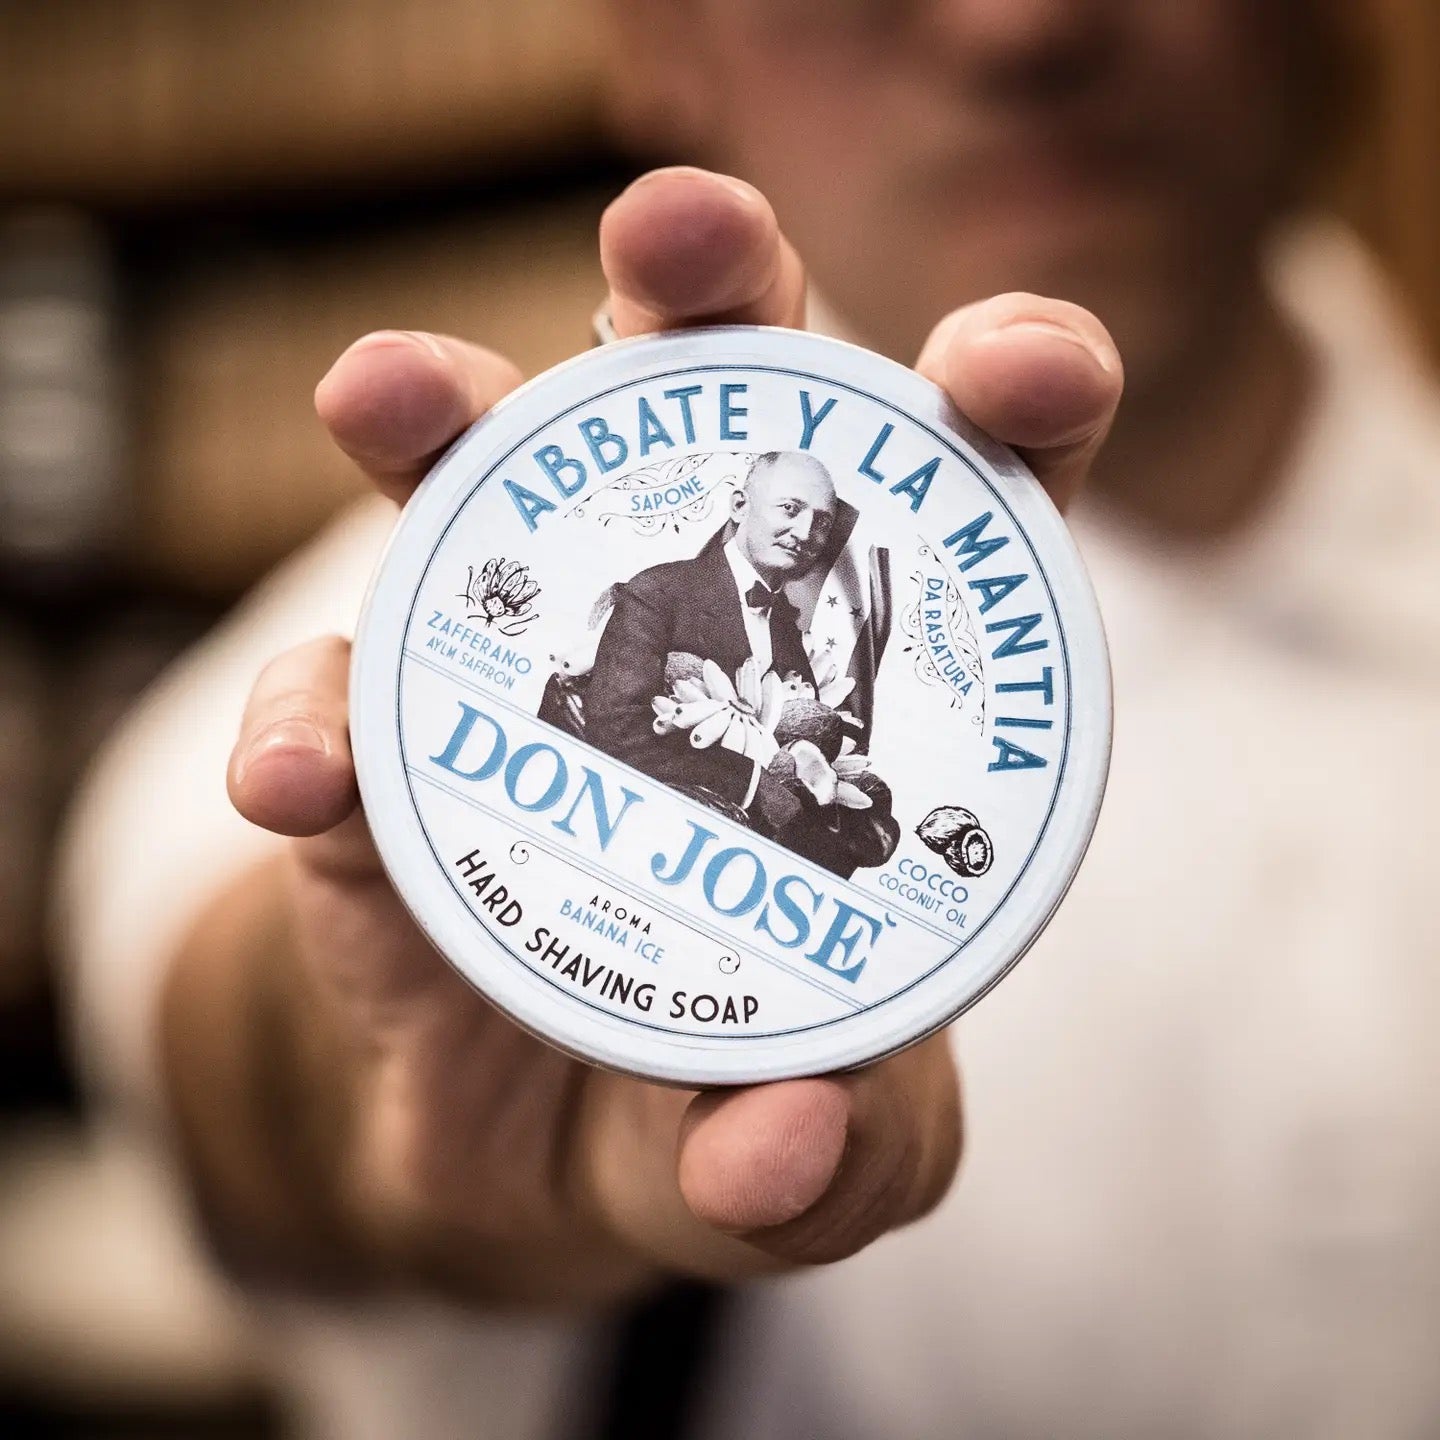 ABBATE Y LA MANTIA
SAPONE
DA RASATURA
ZAFFERANO
AYLM SAFFRON
DON JOSE˘
COCCO
COCONUT OIL
AROMA
BANANA ICE
HARD SHAVING SOAP